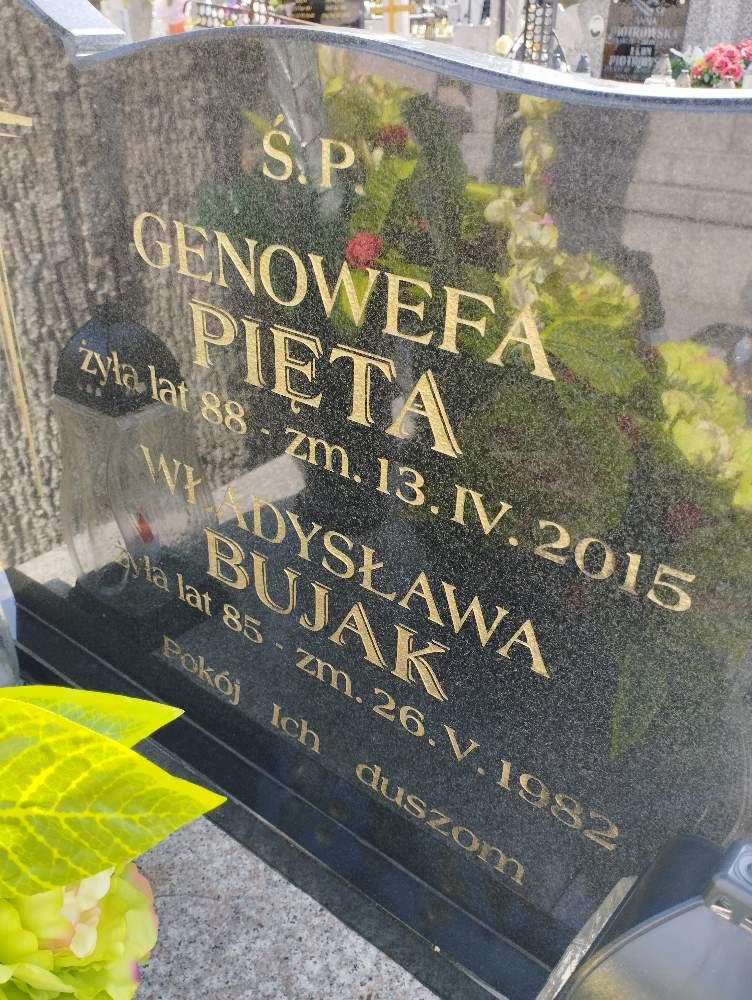 PIOTROWSKA
Ś.P.
GENOWEFA
PIĘTA
żyła lat 88 - zm. 13.IV.2015
WŁADYSŁAWA
BUJAK
żyła lat 85 - zm. 26.V.1982
Pokój Ich duszom